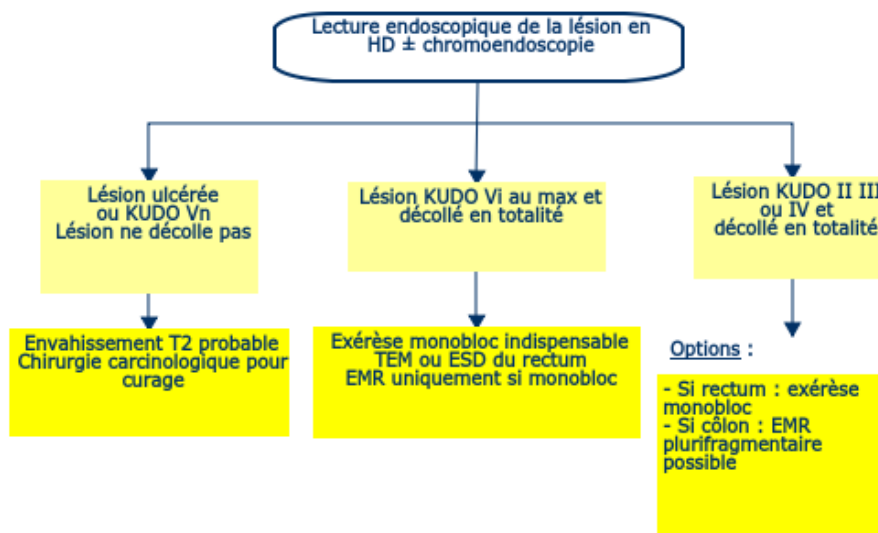 Lecture endoscopique de la lésion en
HD ± chromoendoscopie
Lésion ulcérée
ou KUDO Vn
Lésion ne décolle pas
Lésion KUDO Vi au max et
décollé en totalité
Lésion KUDO II III
ou IV et
décollé en totalité
Envahissement T2 probable
Chirurgie carcinologique pour
curage
Exérèse monobloc indispensable
TEM ou ESD du rectum
EMR uniquement si monobloc
Options :
- Si rectum : exérèse
monobloc
- Si côlon : EMR
plurifragmentaire
possible